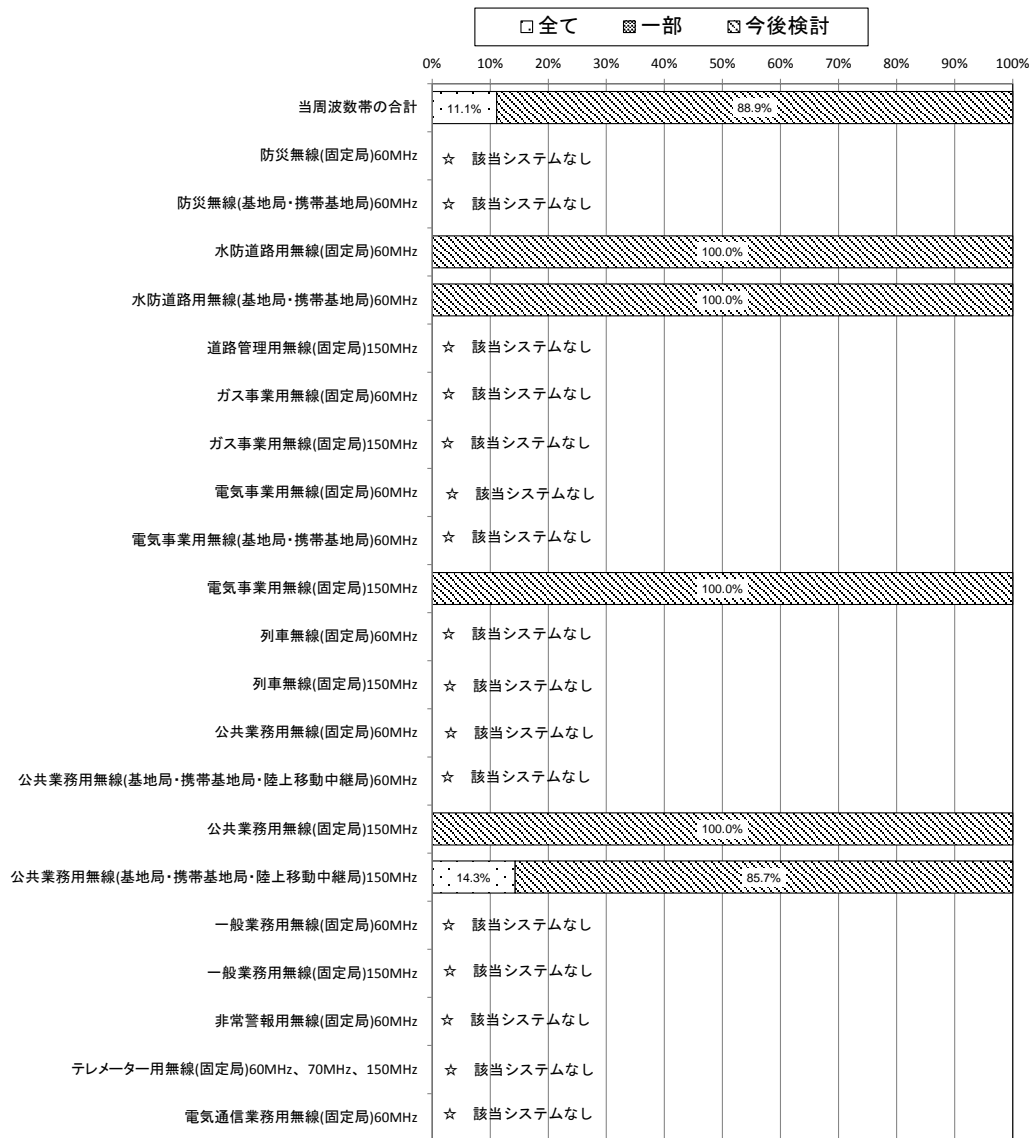 全て 一部 今後検討
0% 10% 20% 30% 40% 50% 60% 70% 80% 90% 100%
当周波数帯の合計 11.1% 88.9%
防災無線(固定局)60MHz ☆ 該当システムなし
防災無線(基地局・携帯基地局)60MHz ☆ 該当システムなし
水防道路用無線(固定局)60MHz 100.0%
水防道路用無線(基地局・携帯基地局)60MHz 100.0%
道路管理用無線(固定局)150MHz ☆ 該当システムなし
ガス事業用無線(固定局)60MHz ☆ 該当システムなし
ガス事業用無線(固定局)150MHz ☆ 該当システムなし
電気事業用無線(固定局)60MHz ☆ 該当システムなし
電気事業用無線(基地局・携帯基地局)60MHz ☆ 該当システムなし
電気事業用無線(固定局)150MHz 100.0%
列車無線(固定局)60MHz ☆ 該当システムなし
列車無線(固定局)150MHz ☆ 該当システムなし
公共業務用無線(固定局)60MHz ☆ 該当システムなし
公共業務用無線(基地局・携帯基地局・陸上移動中継局)60MHz ☆ 該当システムなし
公共業務用無線(固定局)150MHz 100.0%
公共業務用無線(基地局・携帯基地局・陸上移動中継局)150MHz 14.3% 85.7%
一般業務用無線(固定局)60MHz ☆ 該当システムなし
一般業務用無線(固定局)150MHz ☆ 該当システムなし
非常警報用無線(固定局)60MHz ☆ 該当システムなし
テレメーター用無線(固定局)60MHz、70MHz、150MHz ☆ 該当システムなし
電気通信業務用無線(固定局)60MHz ☆ 該当システムなし